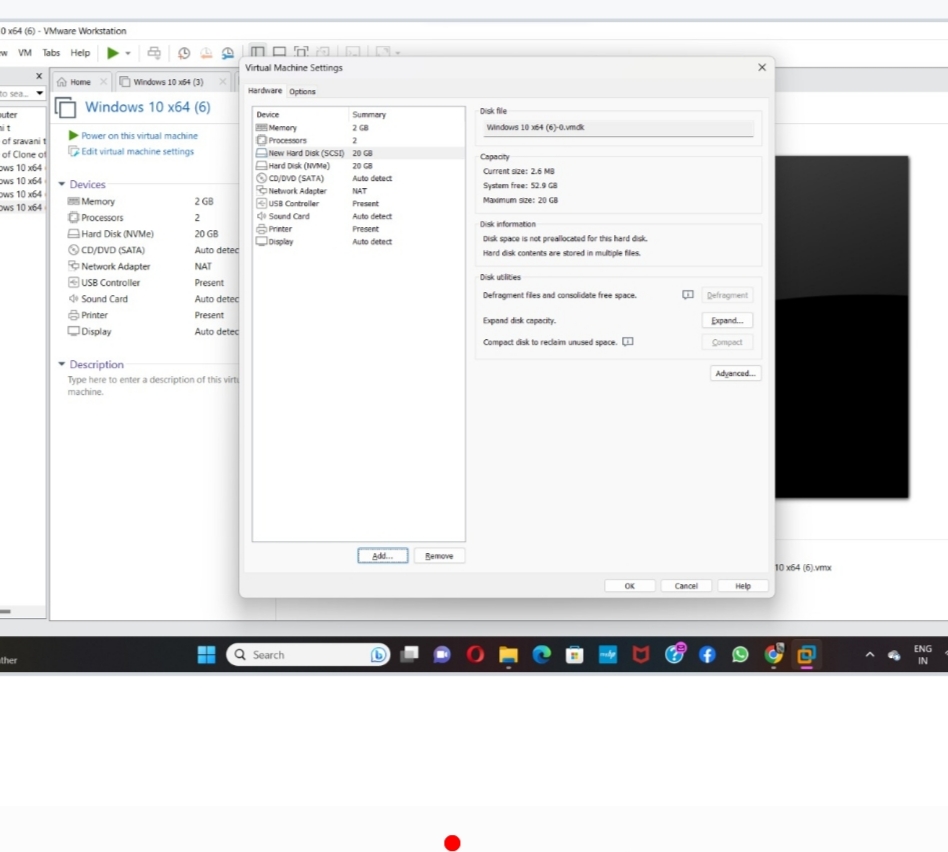 0 x64 (6) - VMware Workstation
ew VM Tabs Help
Home
Windows 10 x64 (3)
to sea...
uter
ni t
of sravani t
of Clone of
ows 10 x64
ows 10 x64
ows 10 x64
ows 10 x64
Windows 10 x64 (6)
Power on this virtual machine
Edit virtual machine settings
Devices
Memory 2 GB
Processors 2
Hard Disk (NVMe) 20 GB
CD/DVD (SATA) Auto detec
Network Adapter NAT
USB Controller Present
Sound Card Auto detec
Printer Present
Display Auto detec
Description
Type here to enter a description of this virtu
machine.
Virtual Machine Settings
Hardware Options
Device Summary
Memory 2 GB
Processors 2
New Hard Disk (SCSI) 20 GB
Hard Disk (NVMe) 20 GB
CD/DVD (SATA) Auto detect
Network Adapter NAT
USB Controller Present
Sound Card Auto detect
Printer Present
Display Auto detect
Add... Remove
Disk file
Windows 10 x64 (6)-0.vmdk
Capacity
Current size: 2.6 MB
System free: 52.9 GB
Maximum size: 20 GB
Disk information
Disk space is not preallocated for this hard disk.
Hard disk contents are stored in multiple files.
Disk utilities
Defragment files and consolidate free space. Defragment
Expand disk capacity. Expand...
Compact disk to reclaim unused space. Compact
Advanced...
OK Cancel Help
10 x64 (6).vmx
ther
Search
ENG
IN